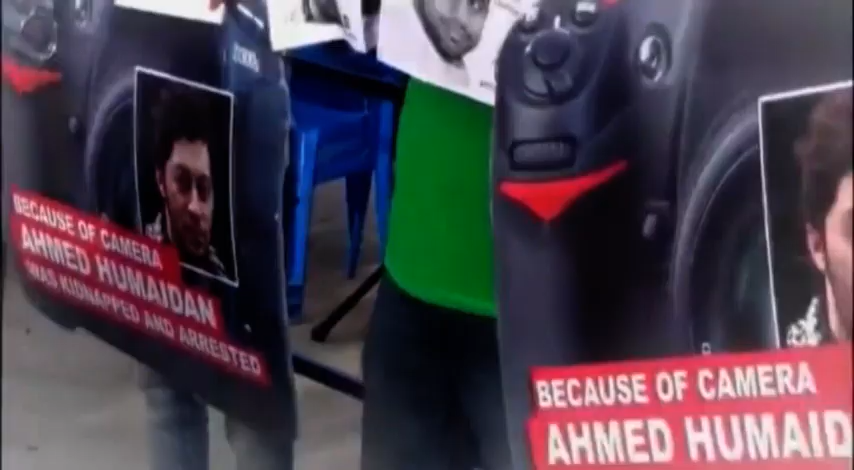 BECAUSE OF CAMERA
AHMED HUMAIDAN
WAS KIDNAPPED AND ARRESTED
BECAUSE OF CAMERA
AHMED HUMAID